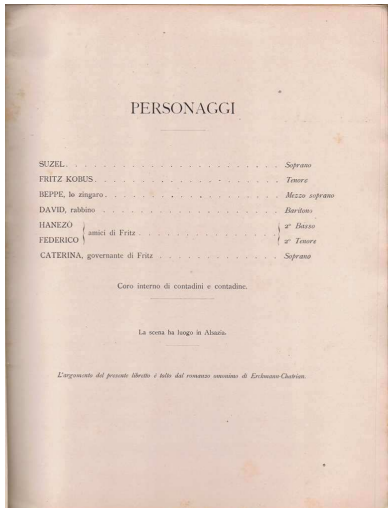 PERSONAGGI
SUZEL. . . . . . . . . . . . . . . . . . . Soprano
FRITZ KOBUS . . . . . . . . . . . . . . . . . Tenore
BEPPE, lo zingaro . . . . . . . . . . . . . . . Mezzo soprano
DAVID, rabbino . . . . . . . . . . . . . . . . Baritono
HANEZO } amici di Fritz . . . . . . . . . . . . { 2º Basso
FEDERICO } 2º Tenore
CATERINA, governante di Fritz . . . . . . . . . . Soprano
Coro interno di contadini e contadine.
La scena ha luogo in Alsazia.
L'argomento del presente libretto è tolto dal romanzo omonimo di Erckmann-Chatrian.